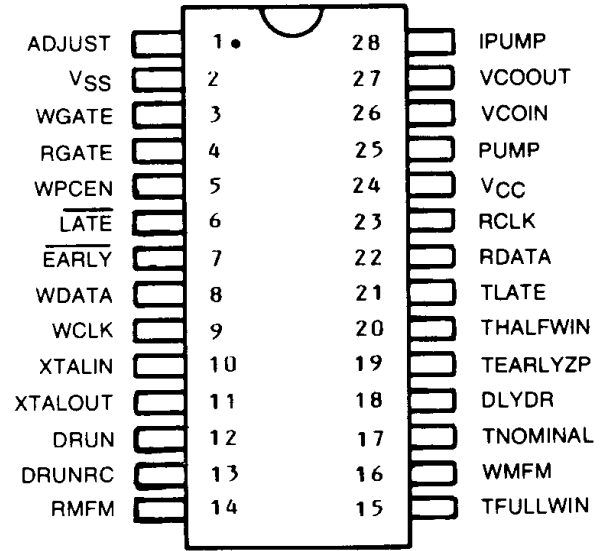 ADJUST 1 28 IPUMP
VSS 2 27 VCOOUT
WGATE 3 26 VCOIN
RGATE 4 25 PUMP
WPCEN 5 24 VCC
LATE 6 23 RCLK
EARLY 7 22 RDATA
WDATA 8 21 TLATE
WCLK 9 20 THALFWIN
XTALIN 10 19 TEARLYZP
XTALOUT 11 18 DLYDR
DRUN 12 17 TNOMINAL
DRUNRC 13 16 WMFM
RMFM 14 15 TFULLWIN